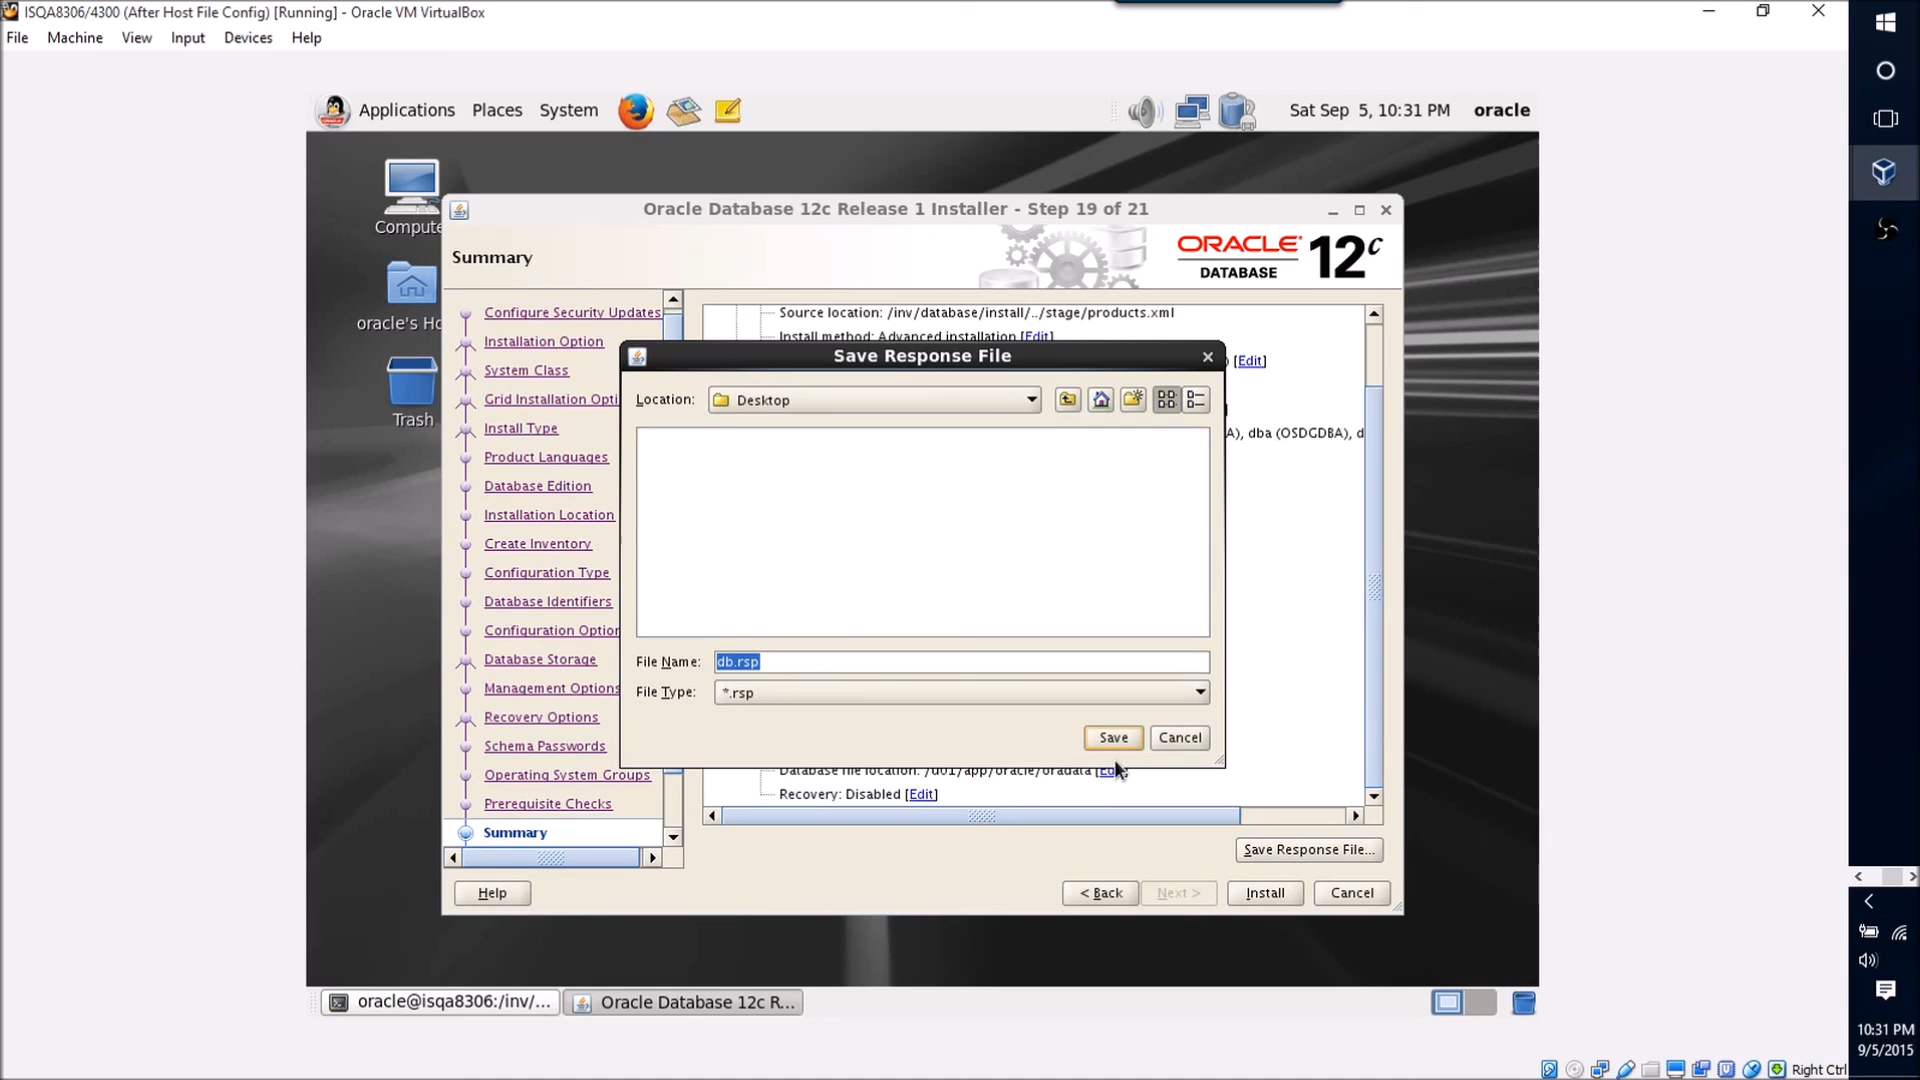 ISQA8306/4300 (After Host File Config) [Running] - Oracle VM VirtualBox
File Machine View Input Devices Help
Applications Places System Sat Sep 5, 10:31 PM oracle
Compute
oracle's Ho
Trash
Oracle Database 12c Release 1 Installer - Step 19 of 21
Summary
ORACLE
DATABASE 12c
Configure Security Updates
Installation Option
System Class
Grid Installation Opti
Install Type
Product Languages
Database Edition
Installation Location
Create Inventory
Configuration Type
Database Identifiers
Configuration Option
Database Storage
Management Options
Recovery Options
Schema Passwords
Operating System Groups
Prerequisite Checks
Summary
Source location: /inv/database/install/../stage/products.xml
Install method: Advanced installation [Edit]
) [Edit]
]
A), dba (OSDGDBA), d
Save Response File
Location: Desktop
File Name: db.rsp
File Type: *.rsp
Save Cancel
Database file location: /d01/app/oracle/oradata [Edit]
Recovery: Disabled [Edit]
Save Response File...
Help < Back Next > Install Cancel
oracle@isqa8306:/inv/... Oracle Database 12c R...
10:31 PM
9/5/2015
Right Ctrl